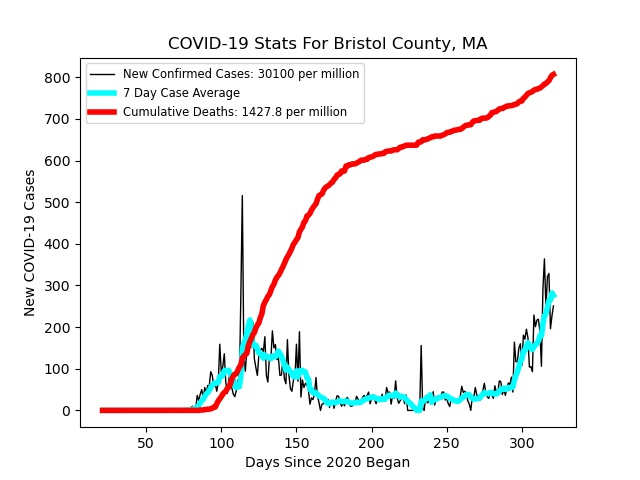 COVID-19 Stats For Bristol County, MA
New Confirmed Cases: 30100 per million
7 Day Case Average
Cumulative Deaths: 1427.8 per million
New COVID-19 Cases
800
700
600
500
400
300
200
100
0
50 100 150 200 250 300
Days Since 2020 Began